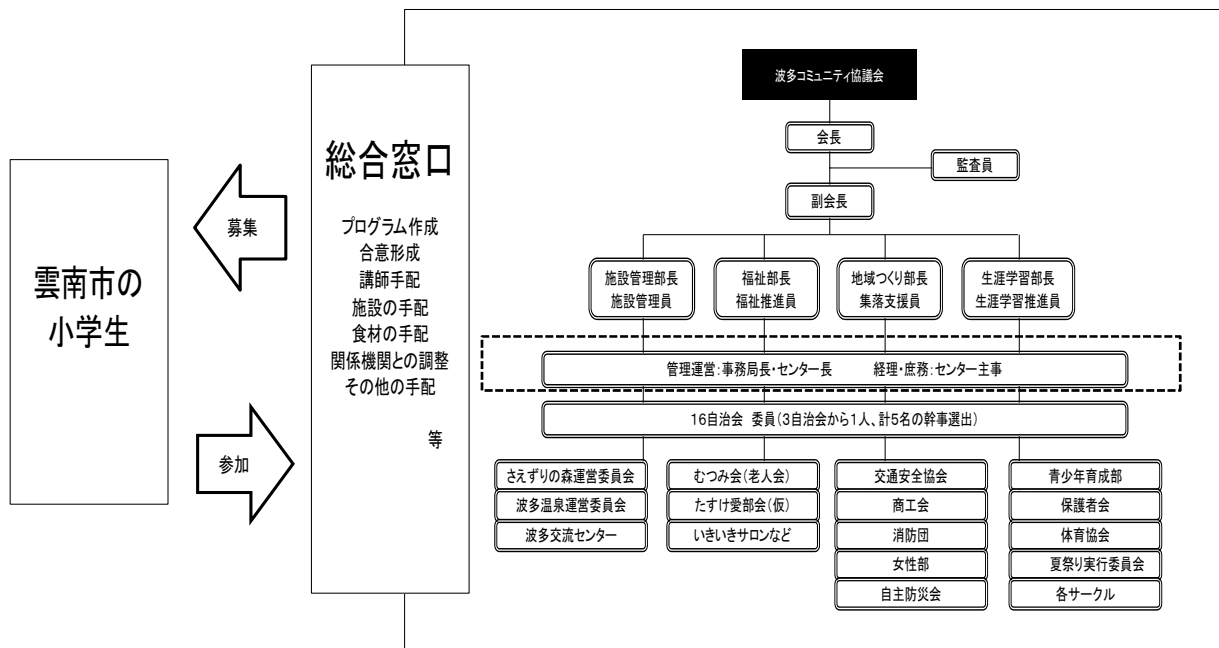 雲南市の
小学生
募集
参加
総合窓口
プログラム作成
合意形成
講師手配
施設の手配
食材の手配
関係機関との調整
その他の手配
等
波多コミュニティ協議会
会長
監査員
副会長
施設管理部長
施設管理員
福祉部長
福祉推進員
地域つくり部長
集落支援員
生涯学習部長
生涯学習推進員
管理運営:事務局長・センター長 経理・庶務:センター主事
16自治会 委員(3自治会から1人、計5名の幹事選出)
さえずりの森運営委員会
波多温泉運営委員会
波多交流センター
むつみ会(老人会)
たすけ愛部会(仮)
いきいきサロンなど
交通安全協会
商工会
消防団
女性部
自主防災会
青少年育成部
保護者会
体育協会
夏祭り実行委員会
各サークル